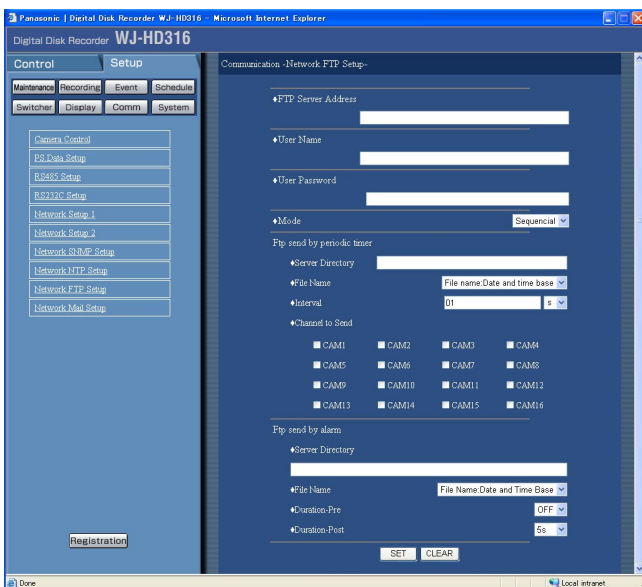 Panasonic | Digital Disk Recorder WJ-HD316 - Microsoft Internet Explorer
Digital Disk Recorder WJ-HD316
Control Setup
Maintenance Recording Event Schedule
Switcher Display Comm System
Camera Control
PS.Data Setup
RS485 Setup
RS232C Setup
Network Setup 1
Network Setup 2
Network SNMP Setup
Network NTP Setup
Network FTP Setup
Network Mail Setup
Registration
Communication -Network FTP Setup-
♦FTP Server Address
♦User Name
♦User Password
♦Mode Sequencial
Ftp send by periodic timer
♦Server Directory
♦File Name File name:Date and time base
♦Interval 01 s
♦Channel to Send
CAM1 CAM2 CAM3 CAM4
CAM5 CAM6 CAM7 CAM8
CAM9 CAM10 CAM11 CAM12
CAM13 CAM14 CAM15 CAM16
Ftp send by alarm
♦Server Directory
♦File Name File Name:Date and Time Base
♦Duration-Pre OFF
♦Duration-Post 5s
SET CLEAR
Done Local intranet